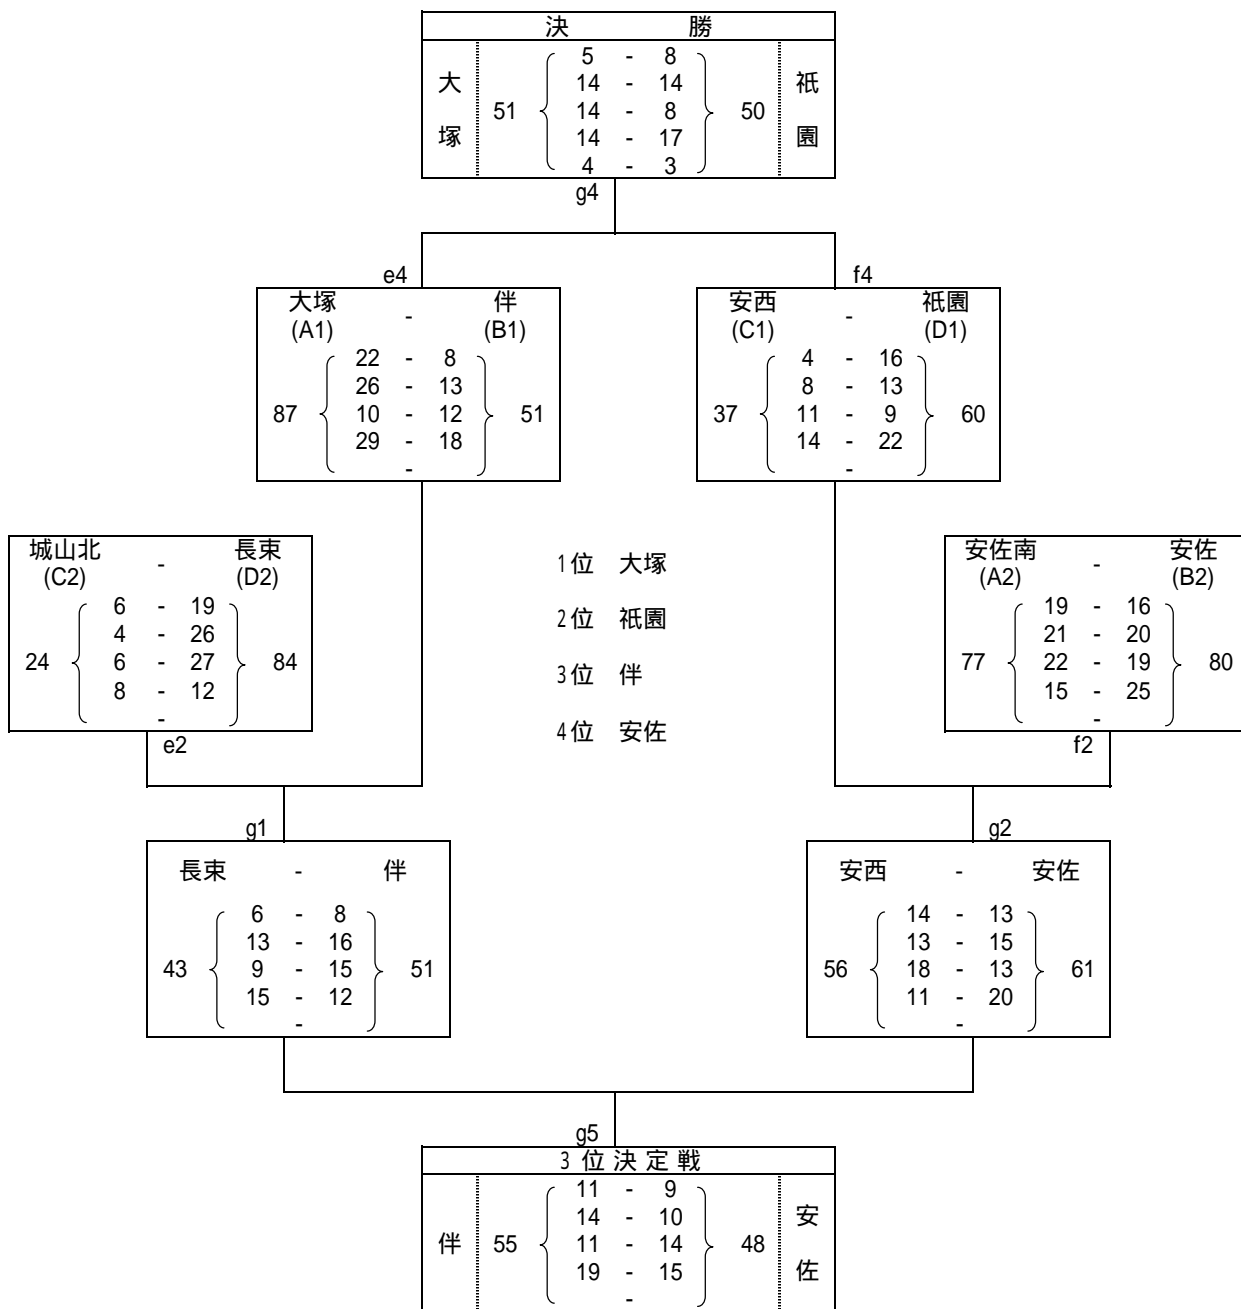 決 勝
5 - 8
大 14 - 14 祇
51 14 - 8 50
塚 14 - 17 園
4 - 3
g4
e4 f4
大塚 - 伴 安西 - 祇園
(A1) (B1) (C1) (D1)
22 - 8 4 - 16
26 - 13 8 - 13
87 10 - 12 51 37 11 - 9 60
29 - 18 14 - 22
- -
城山北 - 長束 1位 大塚 安佐南 - 安佐
(C2) (D2) (A2) (B2)
6 - 19 2位 祇園 19 - 16
4 - 26 21 - 20
24 6 - 27 84 3位 伴 77 22 - 19 80
8 - 12 15 - 25
- 4位 安佐 -
e2 f2
g1 g2
長束 - 伴 安西 - 安佐
6 - 8 14 - 13
13 - 16 13 - 15
43 9 - 15 51 56 18 - 13 61
15 - 12 11 - 20
- -
g5
3位決定戦
11 - 9
14 - 10 安
伴 55 11 - 14 48
19 - 15 佐
-